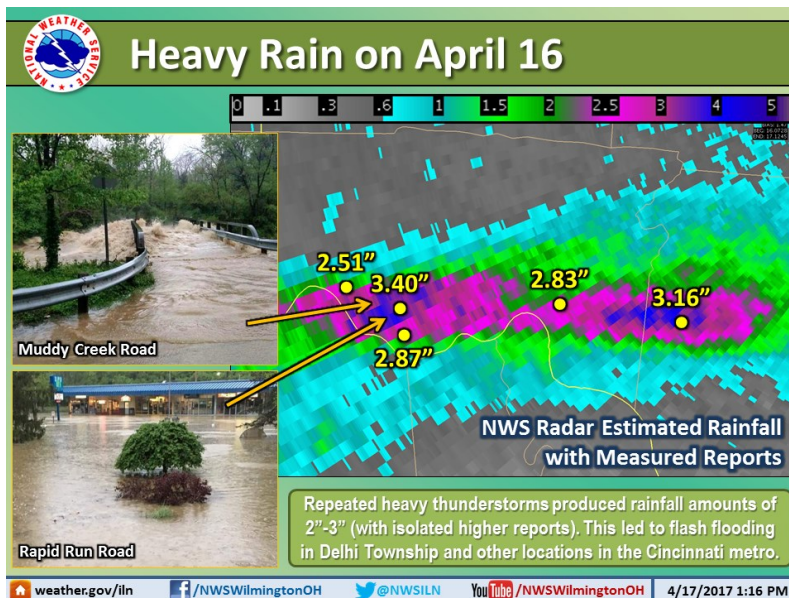 NATIONAL WEATHER SERVICE
Heavy Rain on April 16
0 .1 .3 .6 1 1.5 2 2.5 3 4 5
2.51”
3.40”
2.83”
3.16”
2.87”
Muddy Creek Road
NWS Radar Estimated Rainfall
with Measured Reports
Rapid Run Road
Repeated heavy thunderstorms produced rainfall amounts of
2”-3” (with isolated higher reports). This led to flash flooding
in Delhi Township and other locations in the Cincinnati metro.
weather.gov/iln f /NWSWilmingtonOH @NWSILN YouTube /NWSWilmingtonOH 4/17/2017 1:16 PM